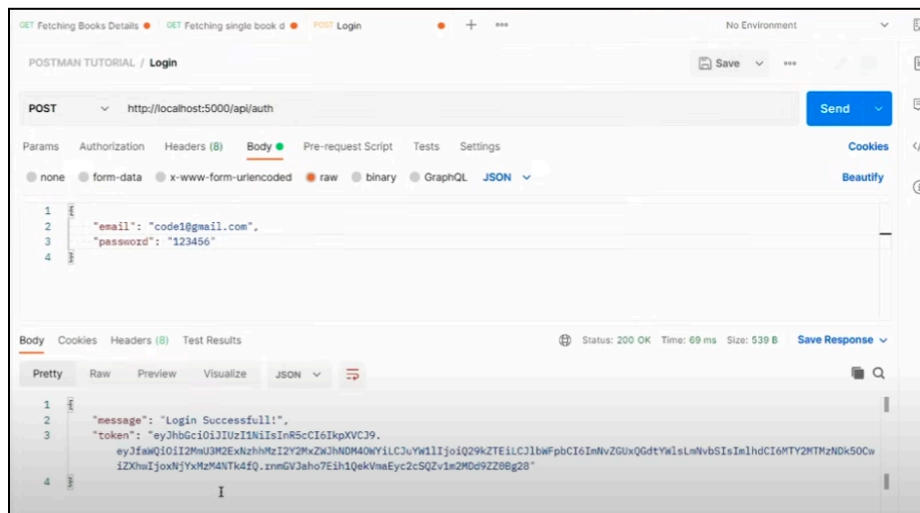 GET Fetching Books Details GET Fetching single book d POST Login + No Environment
POSTMAN TUTORIAL / Login Save
POST http://localhost:5000/api/auth Send
Params Authorization Headers (8) Body Pre-request Script Tests Settings Cookies
none form-data x-www-form-urlencoded raw binary GraphQL JSON Beautify
1 {
2 "email": "code1@gmail.com",
3 "password": "123456"
4 }
Body Cookies Headers (8) Test Results Status: 200 OK Time: 69 ms Size: 539 B Save Response
Pretty Raw Preview Visualize JSON
1 {
2 "message": "Login Successfull!",
3 "token": "eyJhbGciOiJIUzI1NiIsInR5cCI6IkpXVCJ9.
4 }